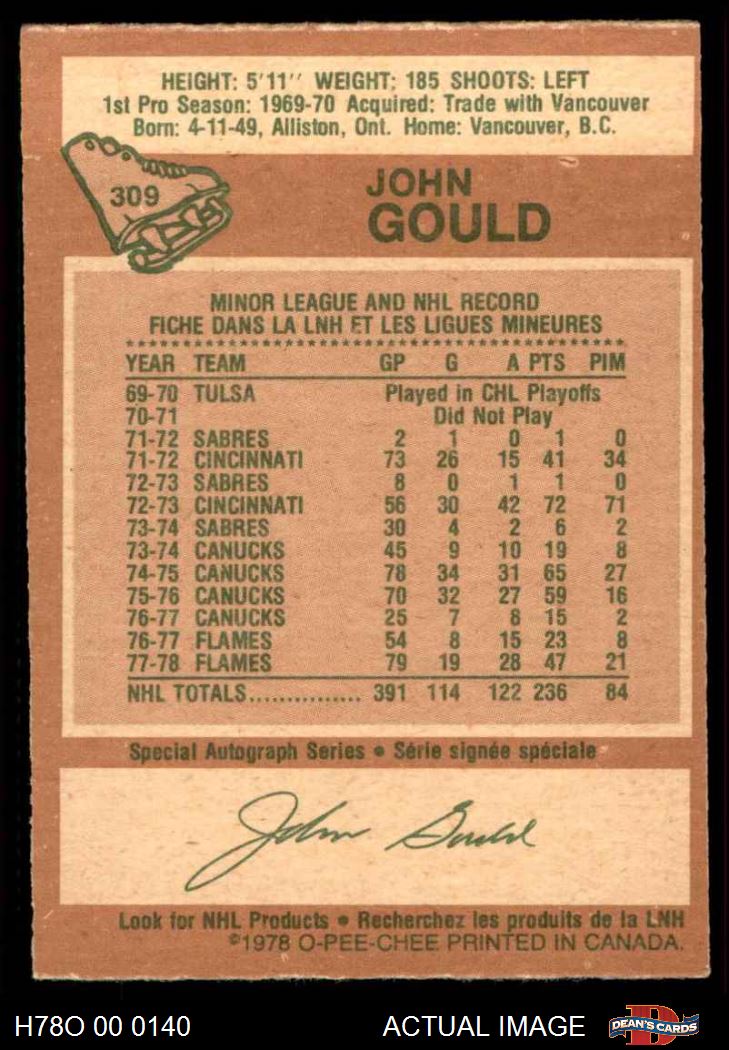 HEIGHT: 5'11'' WEIGHT: 185 SHOOTS: LEFT
1st Pro Season: 1969-70 Acquired: Trade with Vancouver
Born: 4-11-49, Alliston, Ont. Home: Vancouver, B.C.
309
JOHN
GOULD
MINOR LEAGUE AND NHL RECORD
FICHE DANS LA LNH ET LES LIGUES MINEURES
YEAR TEAM GP G A PTS PIM
69-70 TULSA Played in CHL Playoffs
70-71 Did Not Play
71-72 SABRES 2 1 0 1 0
71-72 CINCINNATI 73 26 15 41 34
72-73 SABRES 8 0 1 1 0
72-73 CINCINNATI 56 30 42 72 71
73-74 SABRES 30 4 2 6 2
73-74 CANUCKS 45 9 10 19 8
74-75 CANUCKS 78 34 31 65 27
75-76 CANUCKS 70 32 27 59 16
76-77 CANUCKS 25 7 8 15 2
76-77 FLAMES 54 8 15 23 8
77-78 FLAMES 79 19 28 47 21
NHL TOTALS................ 391 114 122 236 84
Special Autograph Series • Série signée spéciale
John Gould
Look for NHL Products • Recherchez les produits de la LNH
©1978 O-PEE-CHEE PRINTED IN CANADA.
H78O 00 0140 ACTUAL IMAGE D DEAN'S CARDS